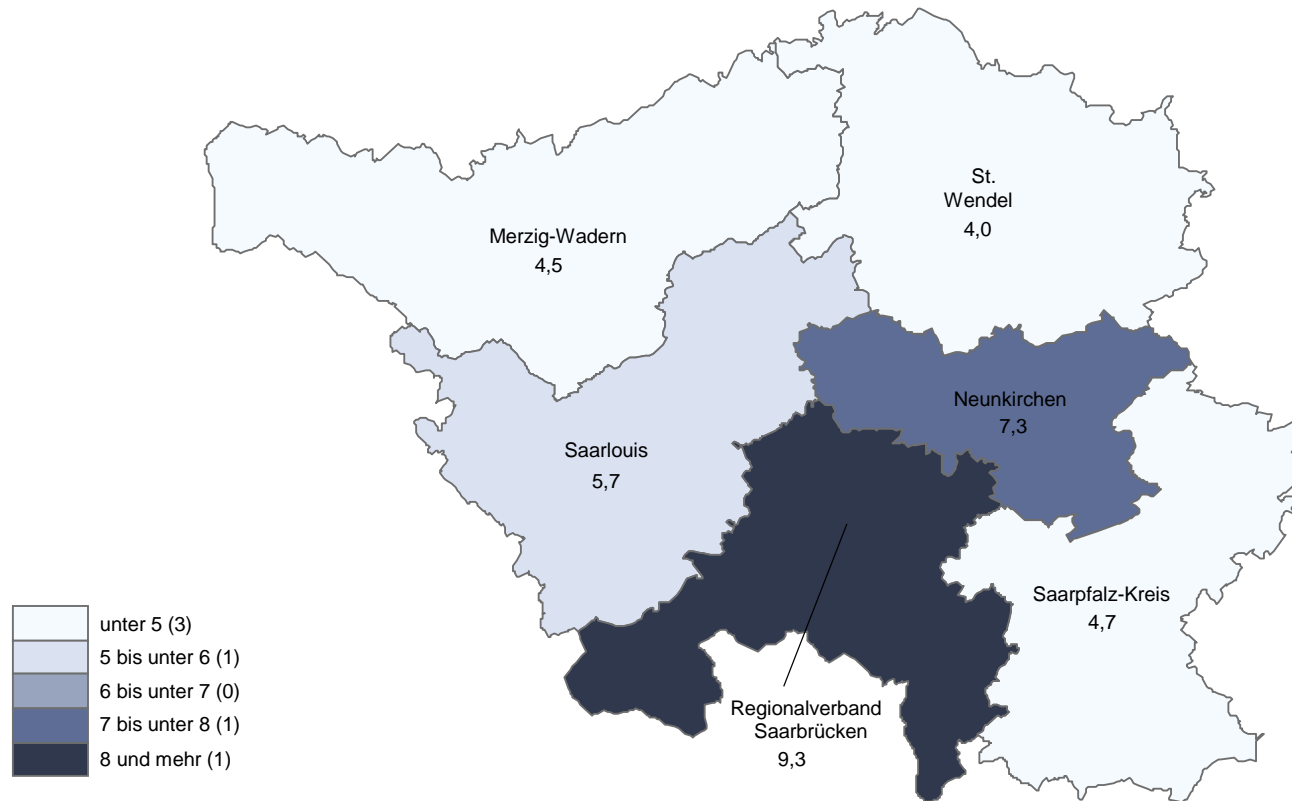 St.
Wendel
4,0
Merzig-Wadern
4,5
Neunkirchen
7,3
Saarlouis
5,7
Saarpfalz-Kreis
4,7
Regionalverband
Saarbrücken
9,3
unter 5 (3)
5 bis unter 6 (1)
6 bis unter 7 (0)
7 bis unter 8 (1)
8 und mehr (1)